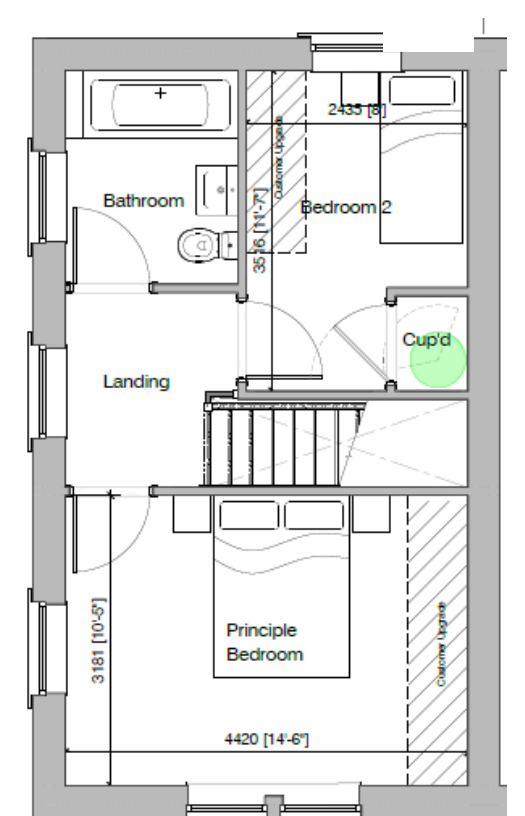 2435 [8]
Customer Upgrade
Bathroom
Bedroom 2
3516 [11'-7"]
Cup'd
Landing
3181 [10'-5"]
Principle
Bedroom
Customer Upgrade
4420 [14'-6"]